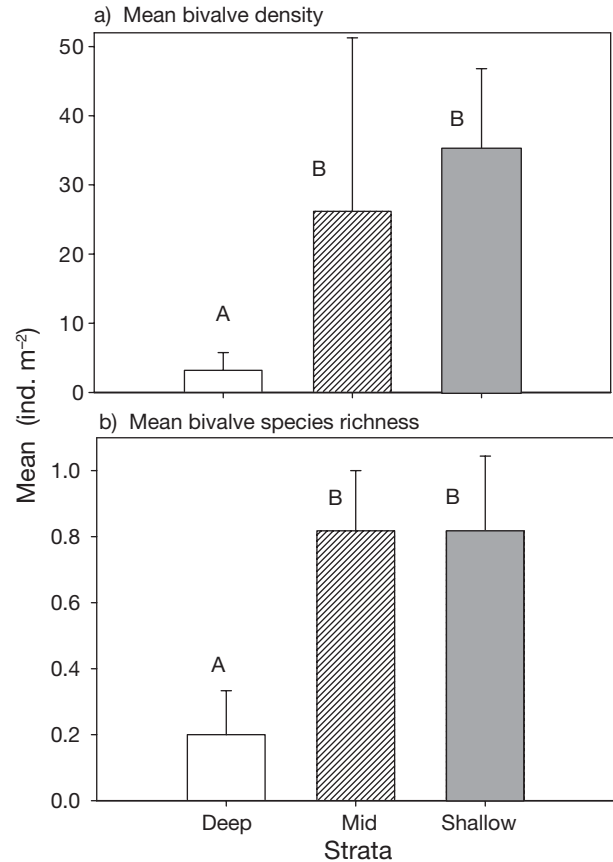 a) Mean bivalve density
50
40
30
20
10
0
A
B
B
b) Mean bivalve species richness
1.0
0.8
0.6
0.4
0.2
0.0
A
B
B
Mean (ind. m⁻²)
Deep Mid Shallow
Strata